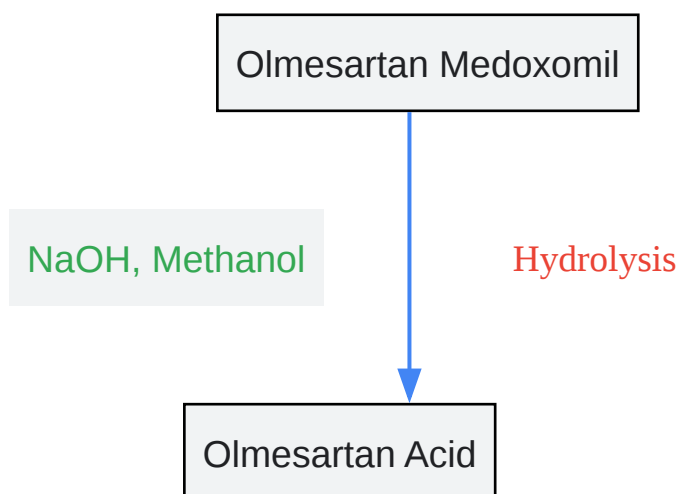 Olmesartan Medoxomil
NaOH, Methanol
Hydrolysis
Olmesartan Acid